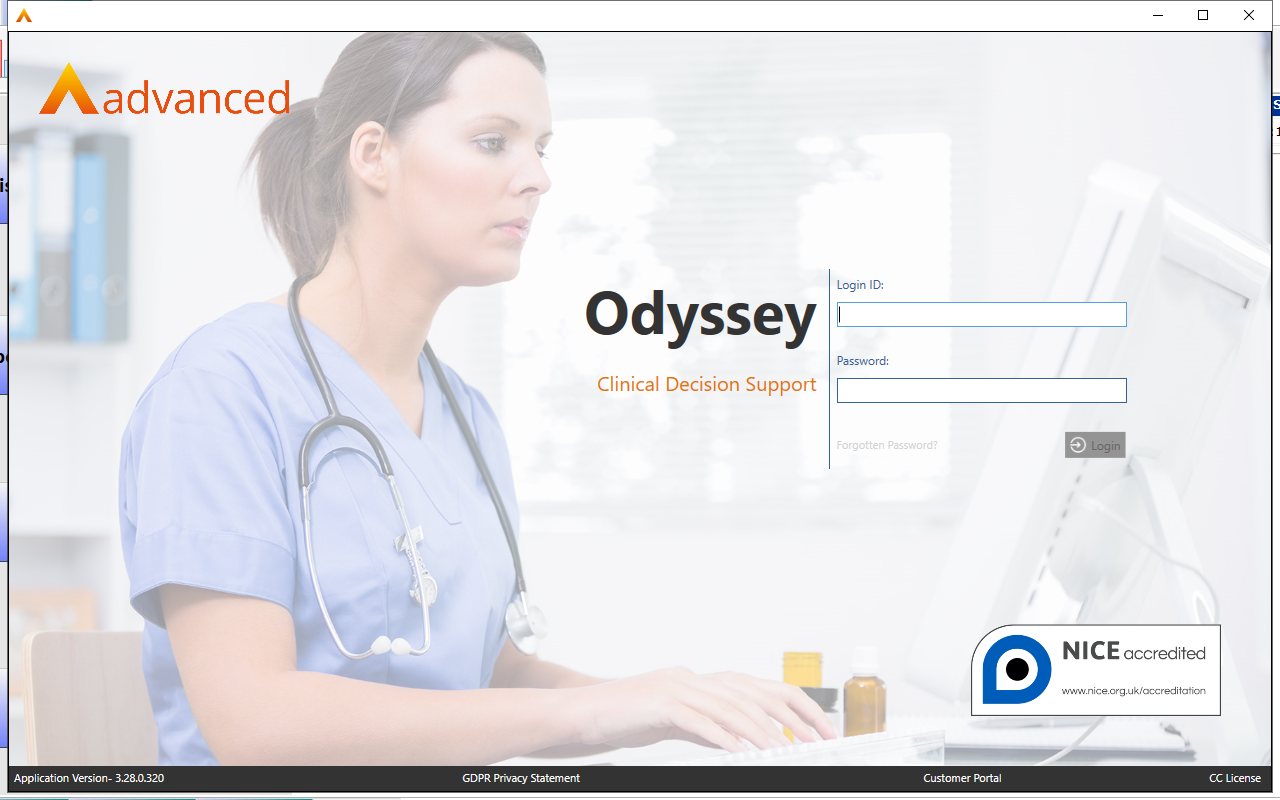 advanced
Login ID:
Odyssey
Password:
Clinical Decision Support
Forgotten Password?
Login
NICE accredited
www.nice.org.uk/accreditation
Application Version- 3.28.0.320
GDPR Privacy Statement
Customer Portal
CC License